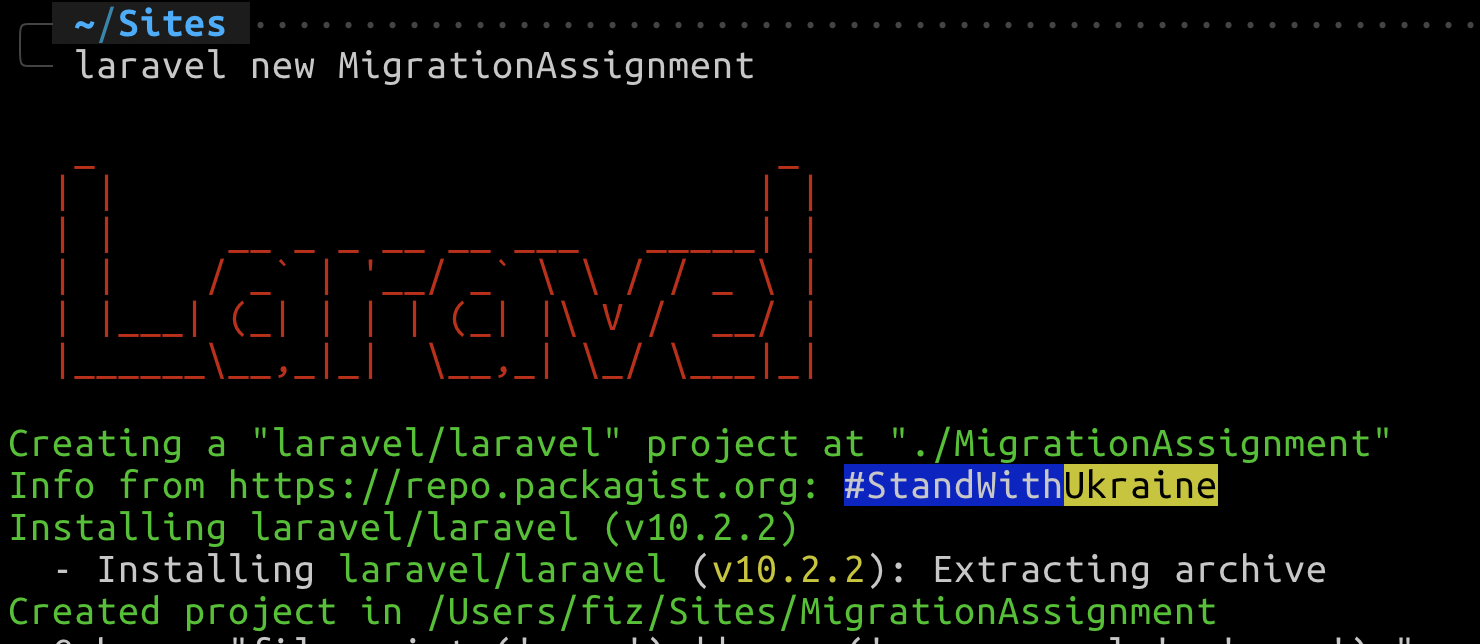 ~/Sites
laravel new MigrationAssignment
Laravel
Creating a "laravel/laravel" project at "./MigrationAssignment"
Info from https://repo.packagist.org: #StandWithUkraine
Installing laravel/laravel (v10.2.2)
- Installing laravel/laravel (v10.2.2): Extracting archive
Created project in /Users/fiz/Sites/MigrationAssignment